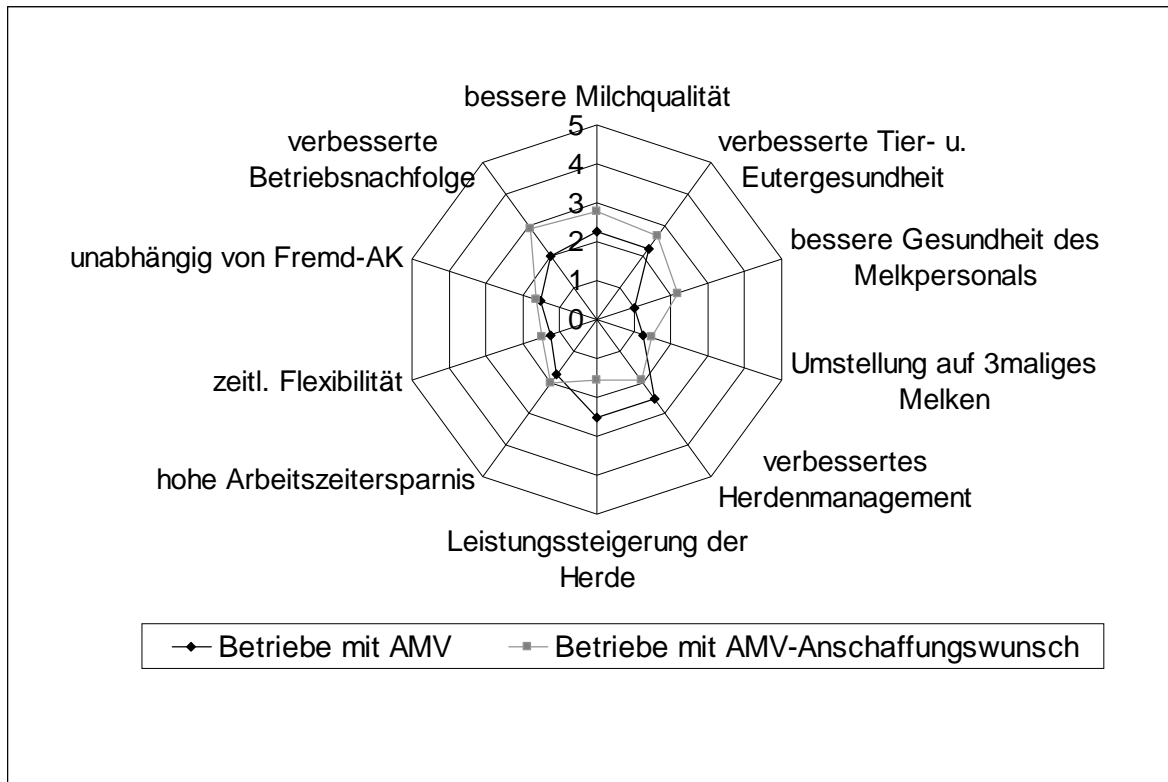 bessere Milchqualität
verbesserte Tier- u.
Eutergesundheit
bessere Gesundheit des
Melkpersonals
Umstellung auf 3maliges
Melken
verbessertes
Herdenmanagement
Leistungssteigerung der
Herde
hohe Arbeitszeitersparnis
zeitl. Flexibilität
unabhängig von Fremd-AK
verbesserte
Betriebsnachfolge
5
4
3
2
1
0
Betriebe mit AMV
Betriebe mit AMV-Anschaffungswunsch